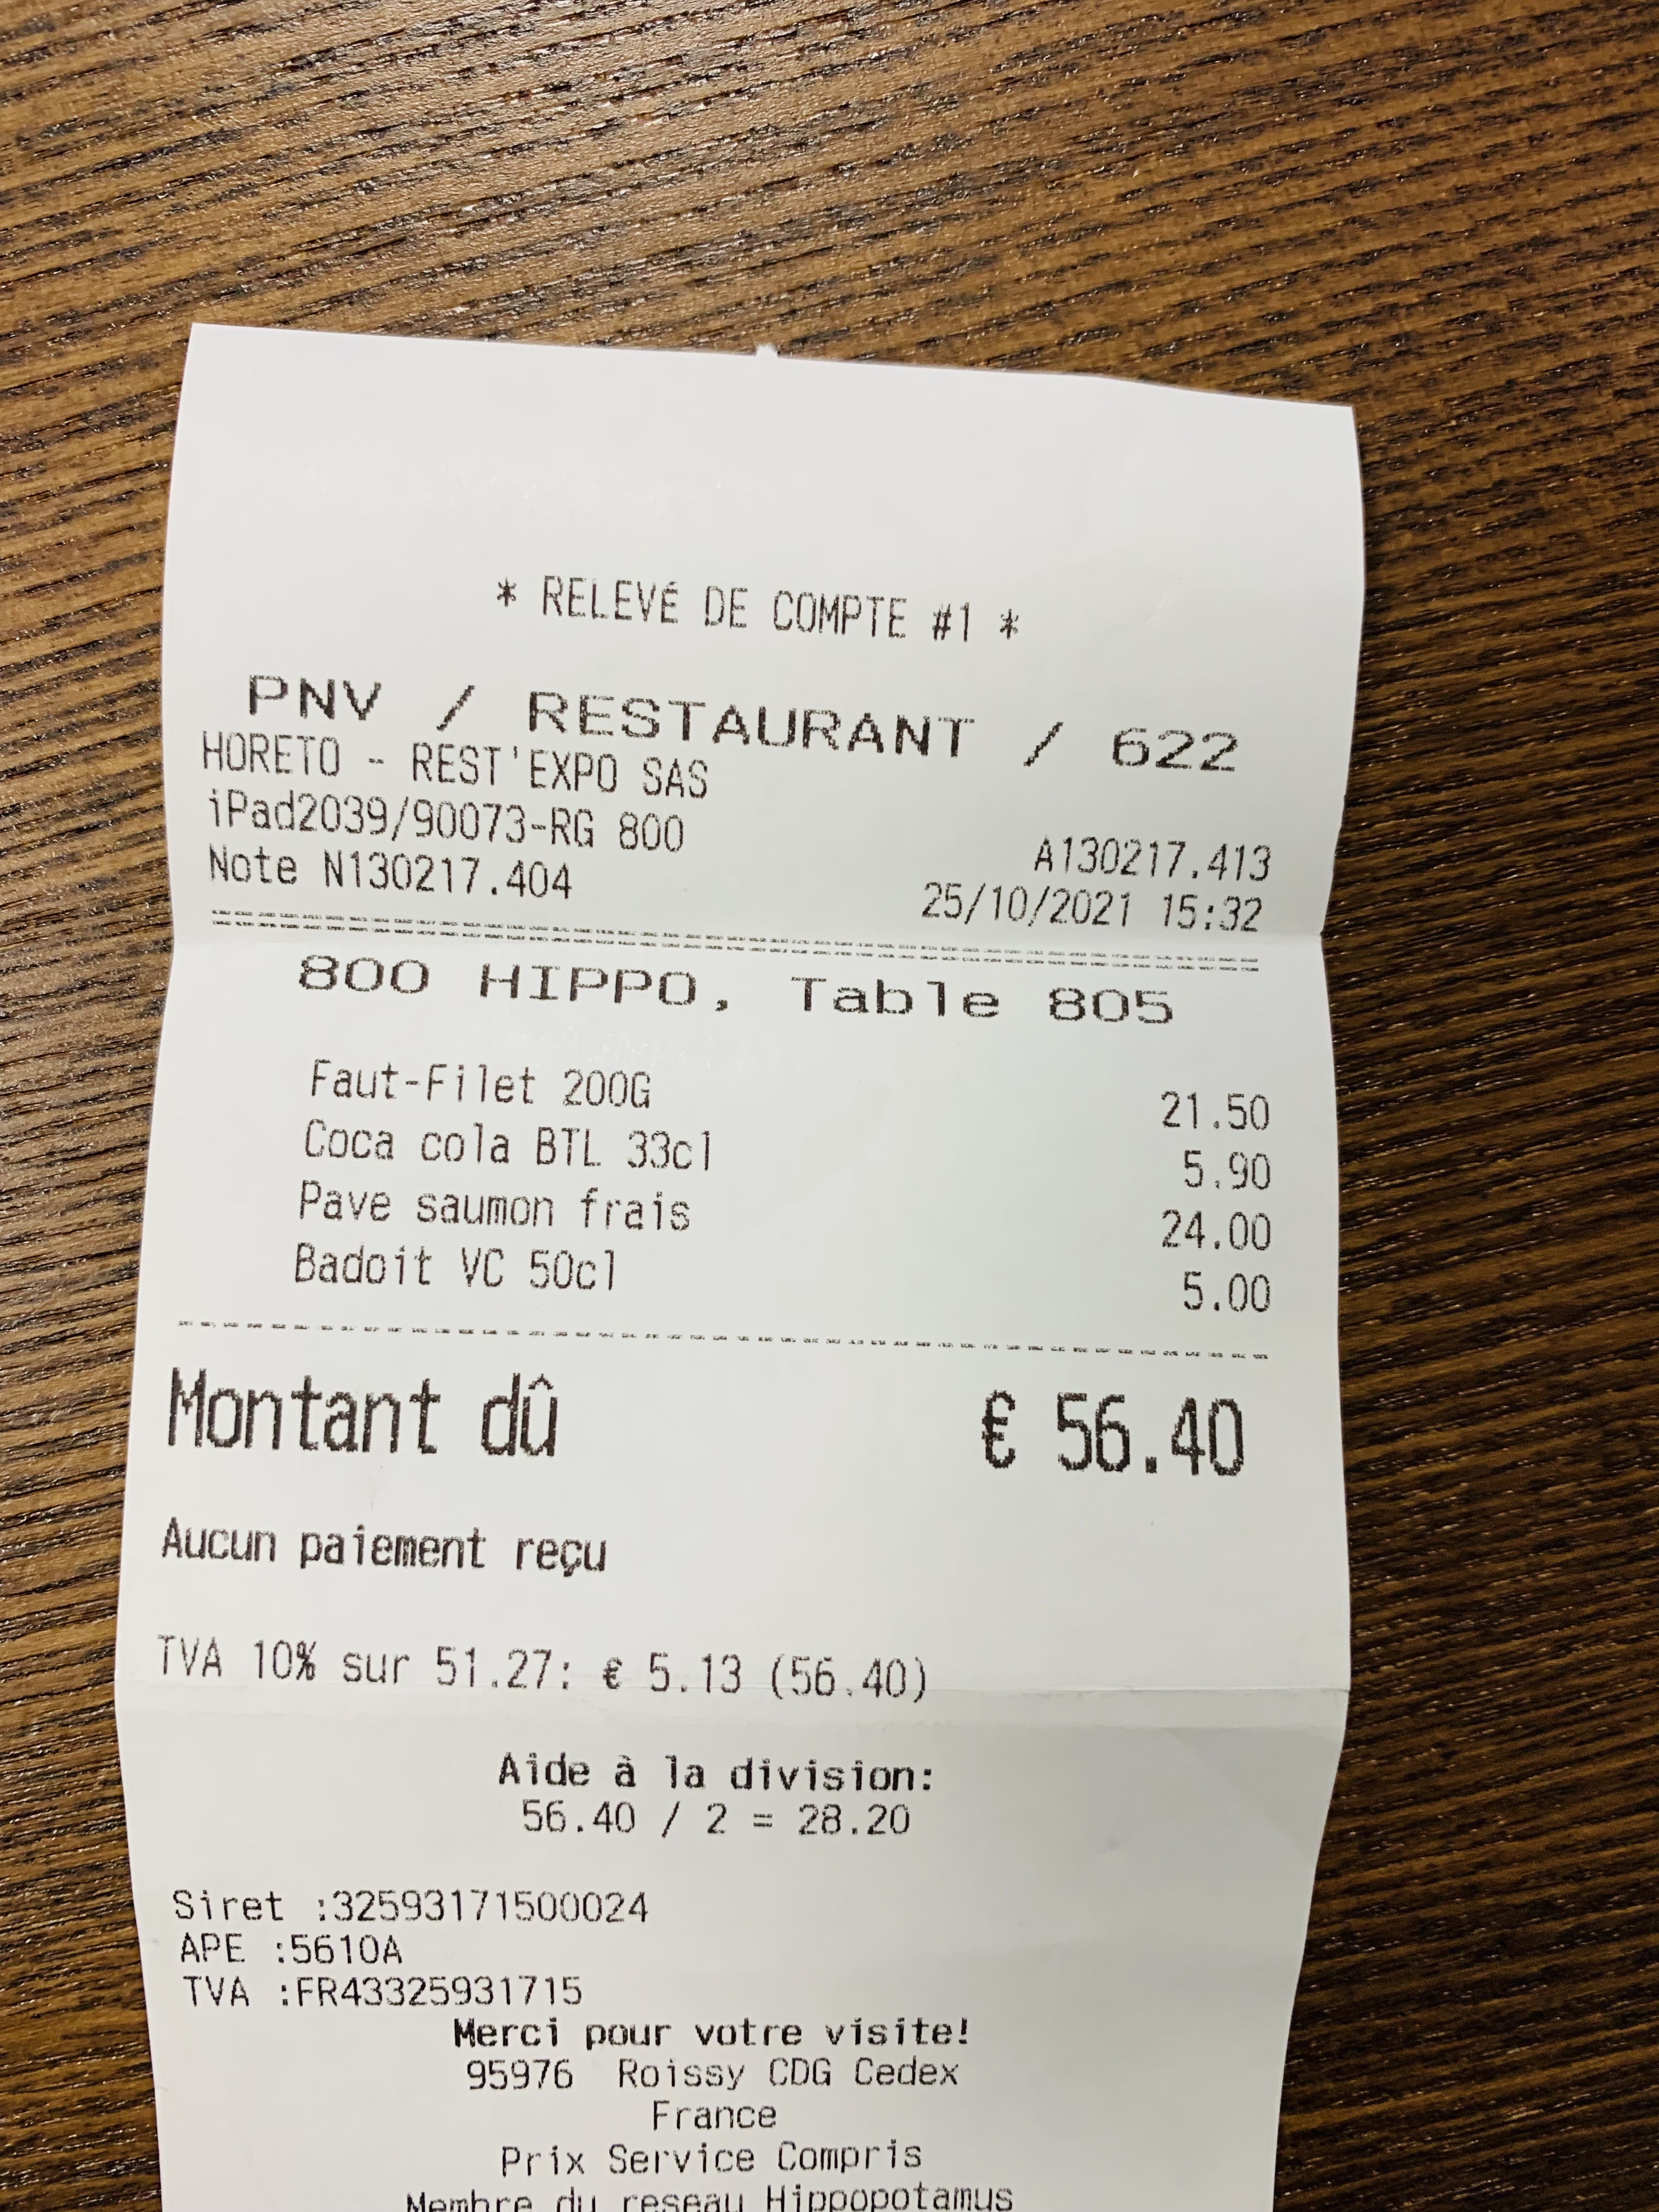 * RELEVÉ DE COMPTE #1 *
PNV / RESTAURANT / 622
HORETO - REST'EXPO SAS
iPad2039/90073-RG 800 A130217.413
Note N130217.404 25/10/2021 15:32
800 HIPPO, Table 805
Faut-Filet 200G 21.50
Coca cola BTL 33cl 5.90
Pave saumon frais 24.00
Badoit VC 50cl 5.00
Montant dû € 56.40
Aucun paiement reçu
TVA 10% sur 51.27: € 5.13 (56.40)
Aide à la division:
56.40 / 2 = 28.20
Siret :32593171500024
APE :5610A
TVA :FR43325931715
Merci pour votre visite!
95976 Roissy CDG Cedex
France
Prix Service Compris
Membre du reseau Hippopotamus